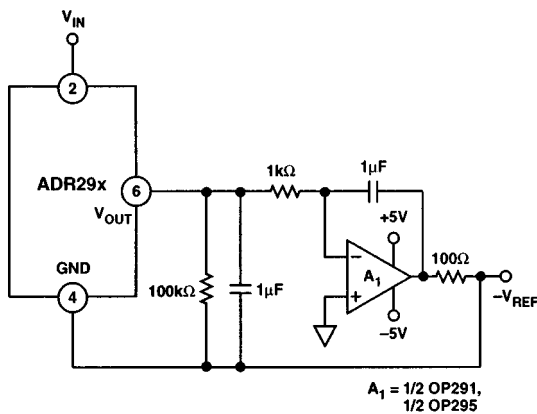 V_IN
2
ADR29x
6
V_OUT
GND
4
100kΩ
1µF
1kΩ
1µF
+5V
−
A_1
+
−5V
100Ω
−V_REF
A_1 = 1/2 OP291,
1/2 OP295